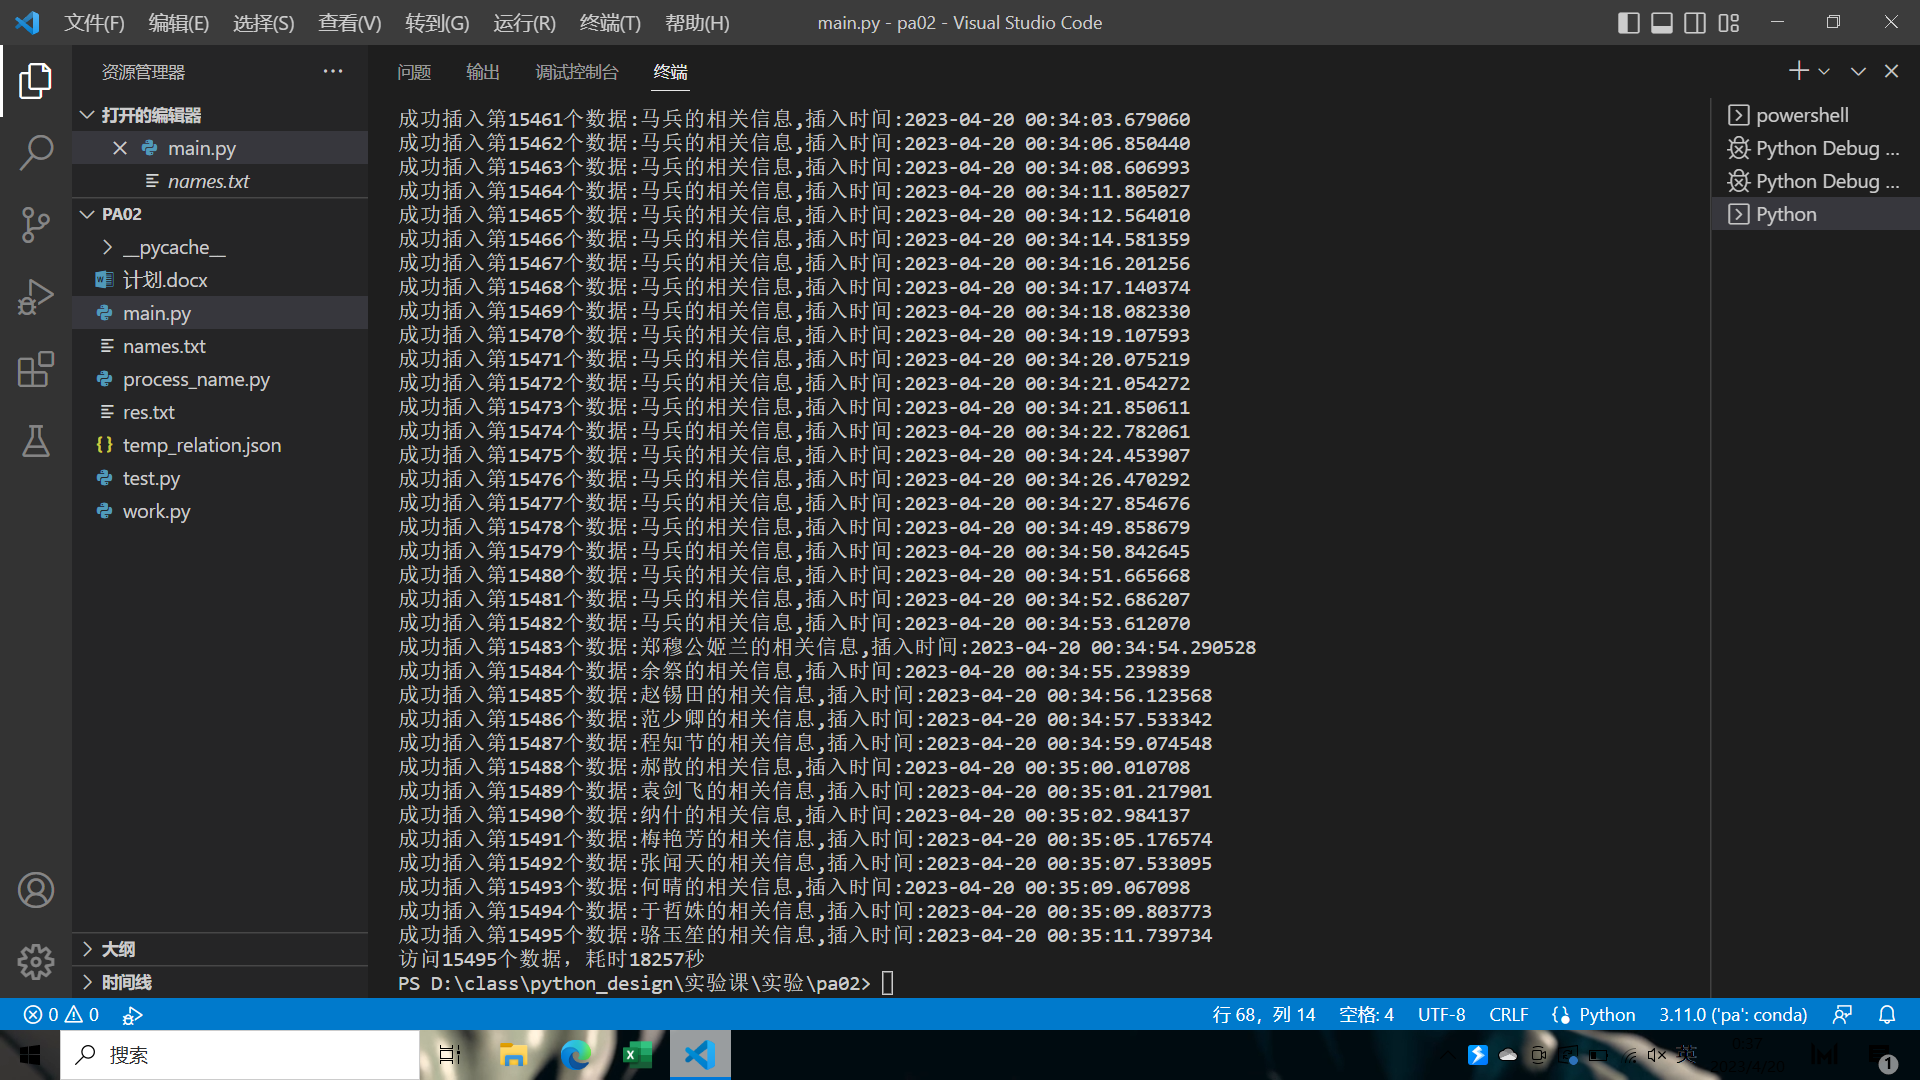 文件(F) 编辑(E) 选择(S) 查看(V) 转到(G) 运行(R) 终端(T) 帮助(H) main.py - pa02 - Visual Studio Code
资源管理器
打开的编辑器
main.py
names.txt
PA02
__pycache__
计划.docx
main.py
names.txt
process_name.py
res.txt
temp_relation.json
test.py
work.py
大纲
时间线
问题 输出 调试控制台 终端
成功插入第15461个数据:马兵的相关信息,插入时间:2023-04-20 00:34:03.679060
成功插入第15462个数据:马兵的相关信息,插入时间:2023-04-20 00:34:06.850440
成功插入第15463个数据:马兵的相关信息,插入时间:2023-04-20 00:34:08.606993
成功插入第15464个数据:马兵的相关信息,插入时间:2023-04-20 00:34:11.805027
成功插入第15465个数据:马兵的相关信息,插入时间:2023-04-20 00:34:12.564010
成功插入第15466个数据:马兵的相关信息,插入时间:2023-04-20 00:34:14.581359
成功插入第15467个数据:马兵的相关信息,插入时间:2023-04-20 00:34:16.201256
成功插入第15468个数据:马兵的相关信息,插入时间:2023-04-20 00:34:17.140374
成功插入第15469个数据:马兵的相关信息,插入时间:2023-04-20 00:34:18.082330
成功插入第15470个数据:马兵的相关信息,插入时间:2023-04-20 00:34:19.107593
成功插入第15471个数据:马兵的相关信息,插入时间:2023-04-20 00:34:20.075219
成功插入第15472个数据:马兵的相关信息,插入时间:2023-04-20 00:34:21.054272
成功插入第15473个数据:马兵的相关信息,插入时间:2023-04-20 00:34:21.850611
成功插入第15474个数据:马兵的相关信息,插入时间:2023-04-20 00:34:22.782061
成功插入第15475个数据:马兵的相关信息,插入时间:2023-04-20 00:34:24.453907
成功插入第15476个数据:马兵的相关信息,插入时间:2023-04-20 00:34:26.470292
成功插入第15477个数据:马兵的相关信息,插入时间:2023-04-20 00:34:27.854676
成功插入第15478个数据:马兵的相关信息,插入时间:2023-04-20 00:34:49.858679
成功插入第15479个数据:马兵的相关信息,插入时间:2023-04-20 00:34:50.842645
成功插入第15480个数据:马兵的相关信息,插入时间:2023-04-20 00:34:51.665668
成功插入第15481个数据:马兵的相关信息,插入时间:2023-04-20 00:34:52.686207
成功插入第15482个数据:马兵的相关信息,插入时间:2023-04-20 00:34:53.612070
成功插入第15483个数据:郑穆公姬兰的相关信息,插入时间:2023-04-20 00:34:54.290528
成功插入第15484个数据:余祭的相关信息,插入时间:2023-04-20 00:34:55.239839
成功插入第15485个数据:赵锡田的相关信息,插入时间:2023-04-20 00:34:56.123568
成功插入第15486个数据:范少卿的相关信息,插入时间:2023-04-20 00:34:57.533342
成功插入第15487个数据:程知节的相关信息,插入时间:2023-04-20 00:34:59.074548
成功插入第15488个数据:郝散的相关信息,插入时间:2023-04-20 00:35:00.010708
成功插入第15489个数据:袁剑飞的相关信息,插入时间:2023-04-20 00:35:01.217901
成功插入第15490个数据:纳什的相关信息,插入时间:2023-04-20 00:35:02.984137
成功插入第15491个数据:梅艳芳的相关信息,插入时间:2023-04-20 00:35:05.176574
成功插入第15492个数据:张闻天的相关信息,插入时间:2023-04-20 00:35:07.533095
成功插入第15493个数据:何晴的相关信息,插入时间:2023-04-20 00:35:09.067098
成功插入第15494个数据:于哲姝的相关信息,插入时间:2023-04-20 00:35:09.803773
成功插入第15495个数据:骆玉笙的相关信息,插入时间:2023-04-20 00:35:11.739734
访问15495个数据，耗时18257秒
PS D:\class\python_design\实验课\实验\pa02>
powershell
Python Debug ...
Python Debug ...
Python
0 0 行 68，列 14 空格: 4 UTF-8 CRLF Python 3.11.0 ('pa': conda)
搜索 英 1